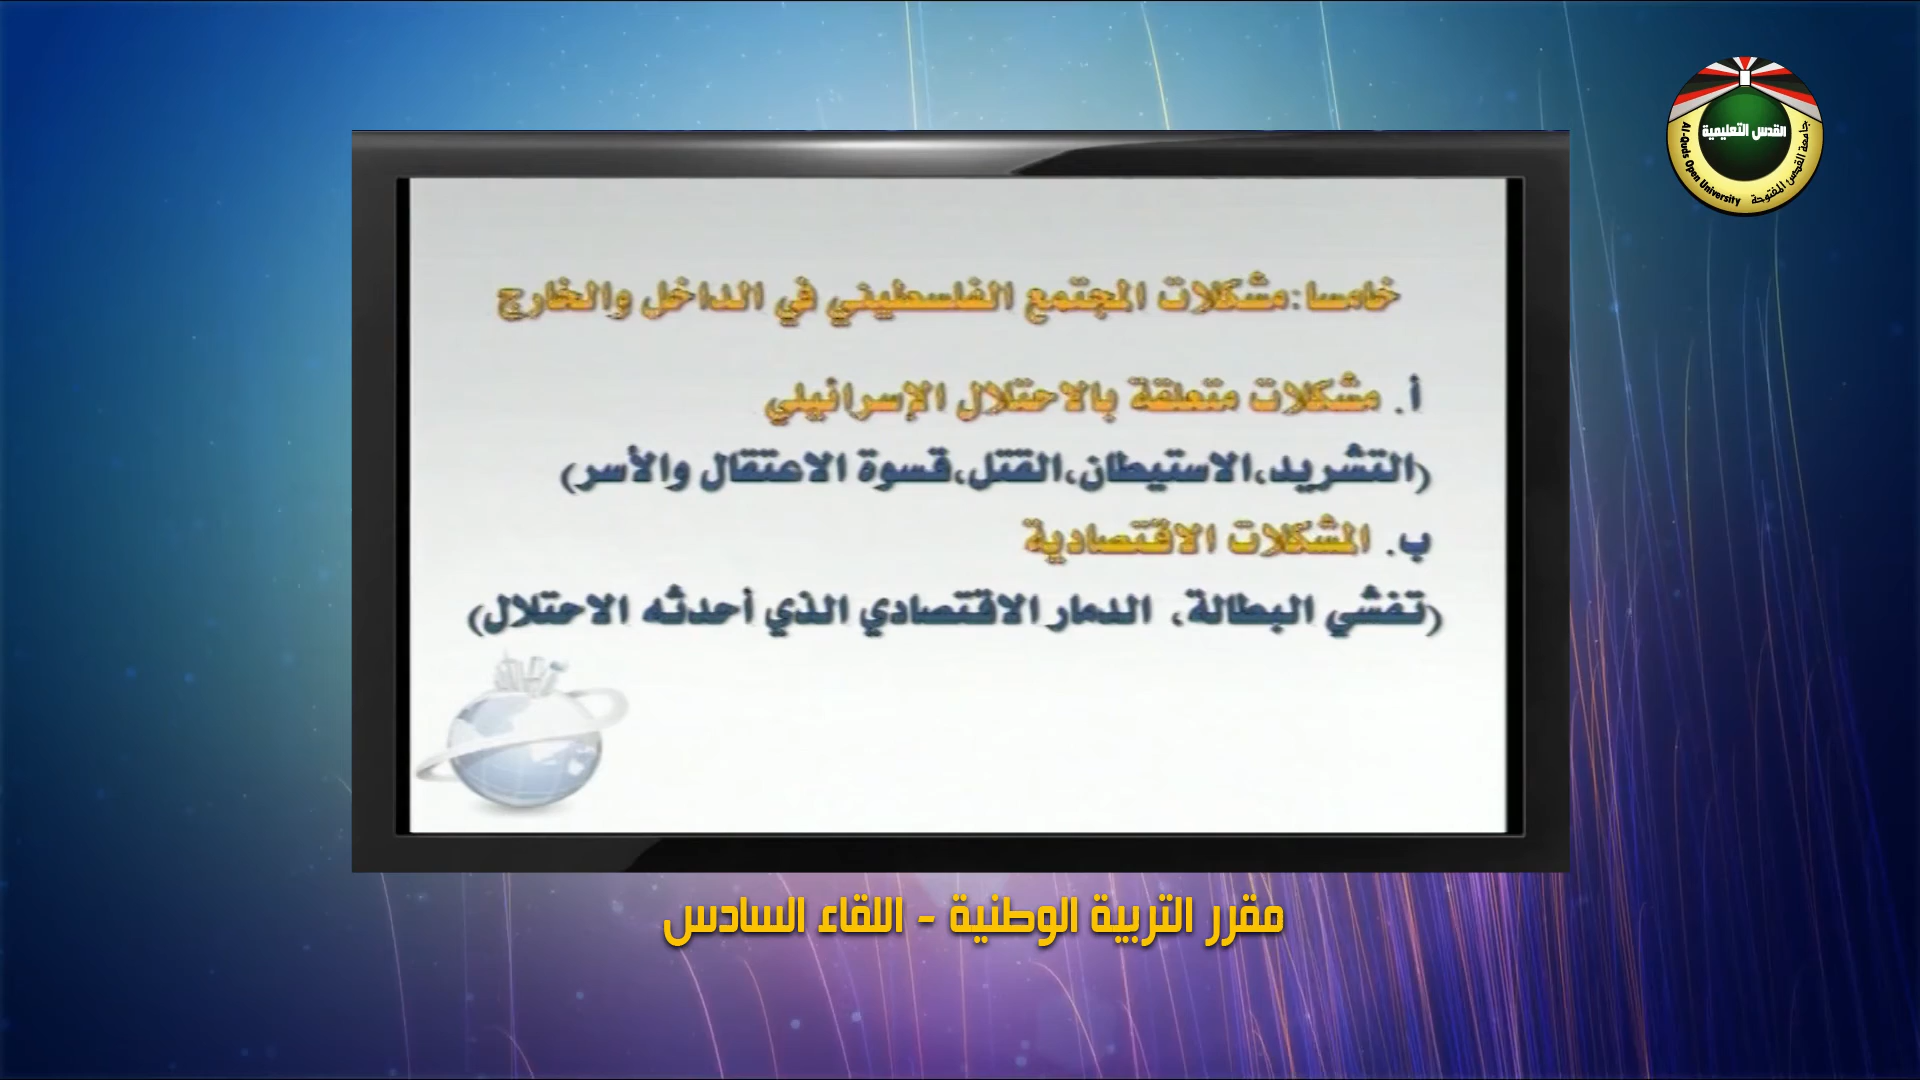 القدس التعليمية
Al-Quds Open University جامعة القدس المفتوحة
خامسا:مشكلات المجتمع الفلسطيني في الداخل والخارج
أ. مشكلات متعلقة بالاحتلال الإسرائيلي
(التشريد،الاستيطان،القتل،قسوة الاعتقال والأسر)
ب. المشكلات الاقتصادية
(تفشي البطالة، الدمار الاقتصادي الذي أحدثه الاحتلال)
مقرر التربية الوطنية - اللقاء السادس